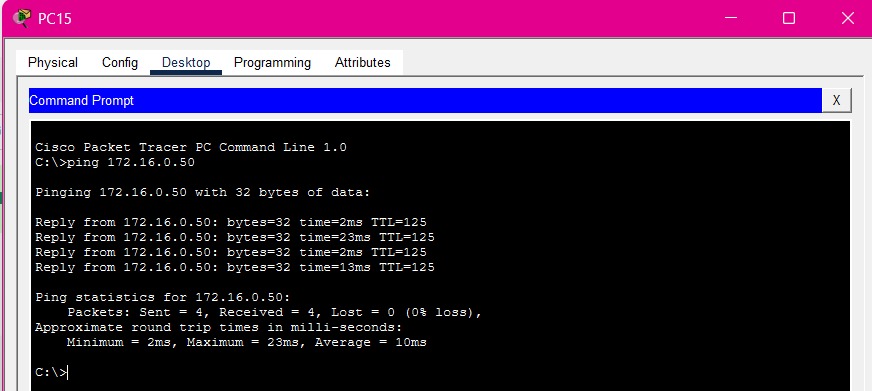 PC15
Physical Config Desktop Programming Attributes
Command Prompt X
Cisco Packet Tracer PC Command Line 1.0
C:\>ping 172.16.0.50
Pinging 172.16.0.50 with 32 bytes of data:
Reply from 172.16.0.50: bytes=32 time=2ms TTL=125
Reply from 172.16.0.50: bytes=32 time=23ms TTL=125
Reply from 172.16.0.50: bytes=32 time=2ms TTL=125
Reply from 172.16.0.50: bytes=32 time=13ms TTL=125
Ping statistics for 172.16.0.50:
Packets: Sent = 4, Received = 4, Lost = 0 (0% loss),
Approximate round trip times in milli-seconds:
Minimum = 2ms, Maximum = 23ms, Average = 10ms
C:\>